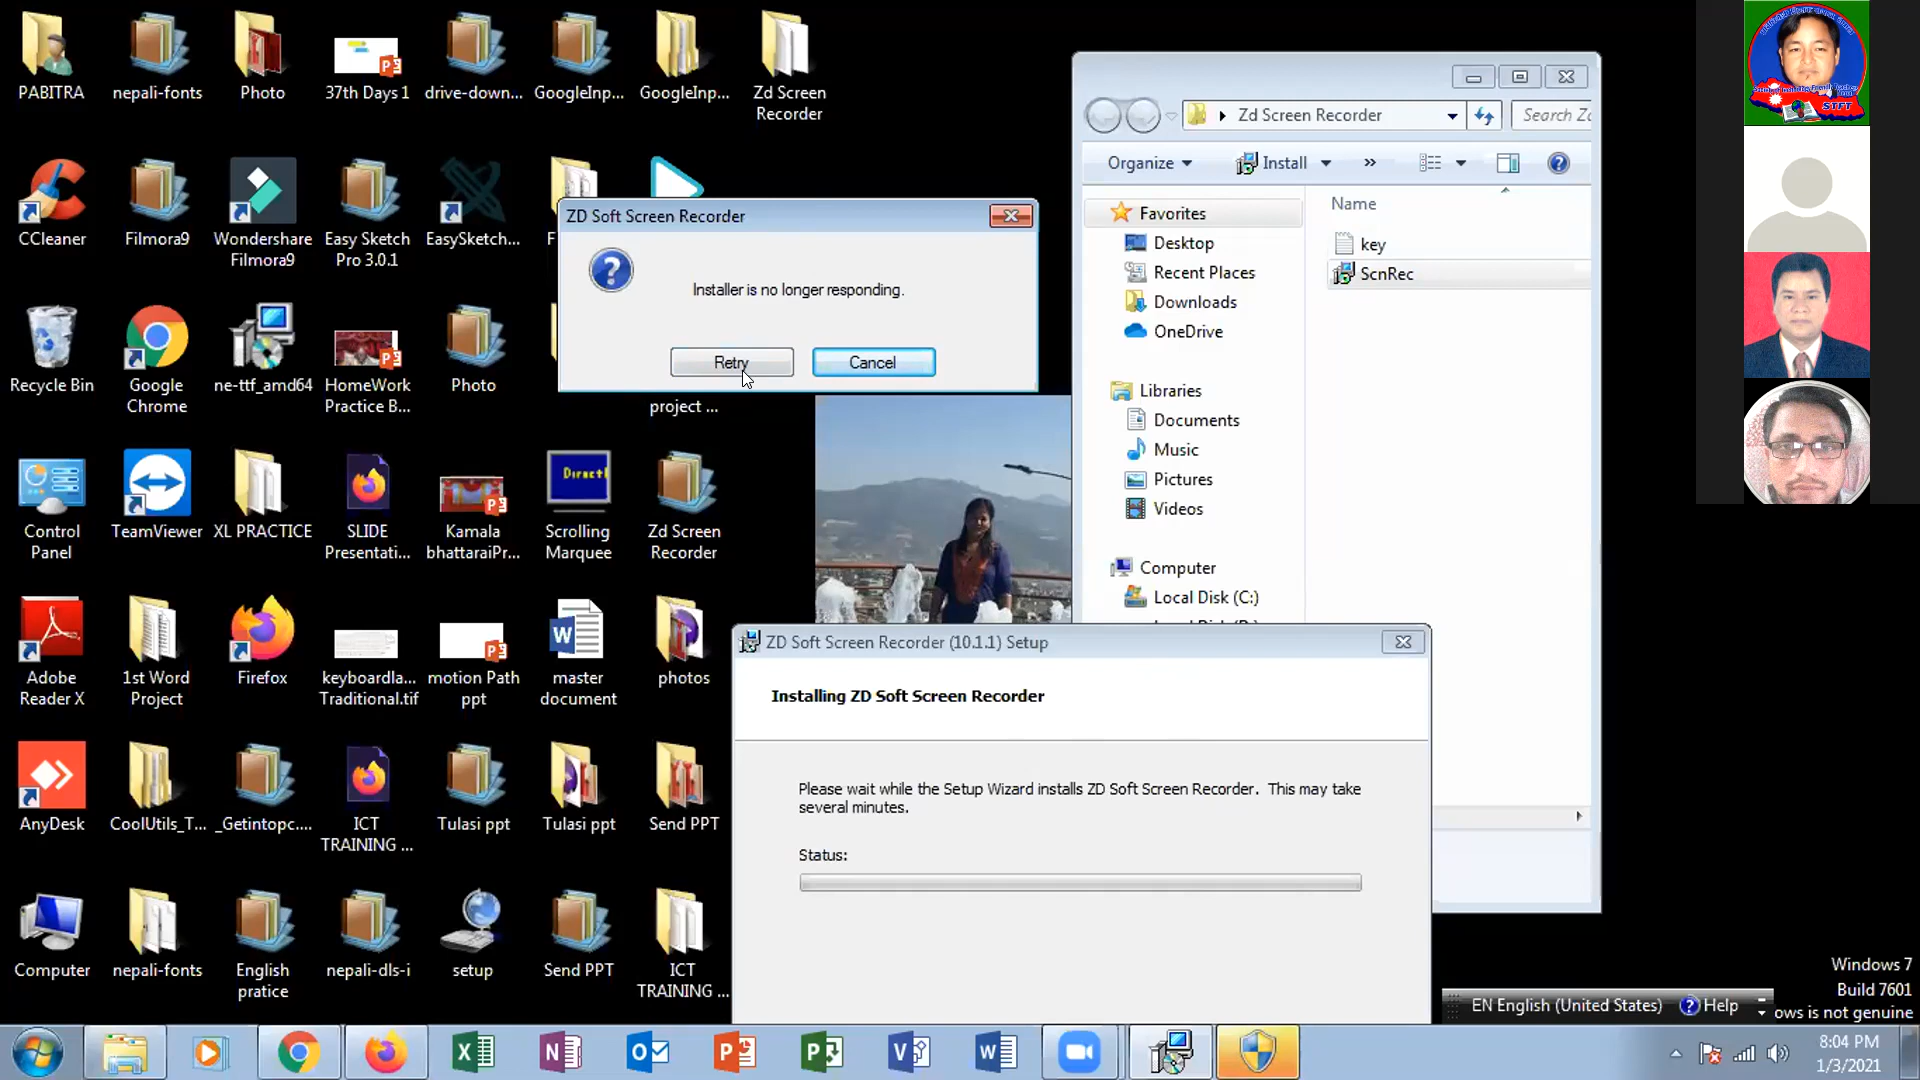 PABITRA
nepali-fonts
Photo
37th Days 1
drive-down...
GoogleInp...
GoogleInp...
Zd Screen
Recorder
CCleaner
Filmora9
Wondershare
Filmora9
Easy Sketch
Pro 3.0.1
EasySketch...
F
Recycle Bin
Google
Chrome
ne-ttf_amd64
HomeWork
Practice B...
Photo
project ...
Control
Panel
TeamViewer
XL PRACTICE
SLIDE
Presentati...
Kamala
bhattaraiPr...
Scrolling
Marquee
Zd Screen
Recorder
Adobe
Reader X
1st Word
Project
Firefox
keyboardla...
Traditional.tif
motion Path
ppt
master
document
photos
AnyDesk
CoolUtils_T...
_Getintopc....
ICT
TRAINING ...
Tulasi ppt
Tulasi ppt
Send PPT
Computer
nepali-fonts
English
pratice
nepali-dls-i
setup
Send PPT
ICT
TRAINING ...
ZD Soft Screen Recorder
Installer is no longer responding.
Retry
Cancel
Zd Screen Recorder
Search Zd
Organize
Install
»
Favorites
Desktop
Recent Places
Downloads
OneDrive
Libraries
Documents
Music
Pictures
Videos
Computer
Local Disk (C:)
Name
key
ScnRec
ZD Soft Screen Recorder (10.1.1) Setup
Installing ZD Soft Screen Recorder
Please wait while the Setup Wizard installs ZD Soft Screen Recorder. This may take
several minutes.
Status:
STFT
Windows 7
Build 7601
ows is not genuine
EN English (United States)
Help
8:04 PM
1/3/2021